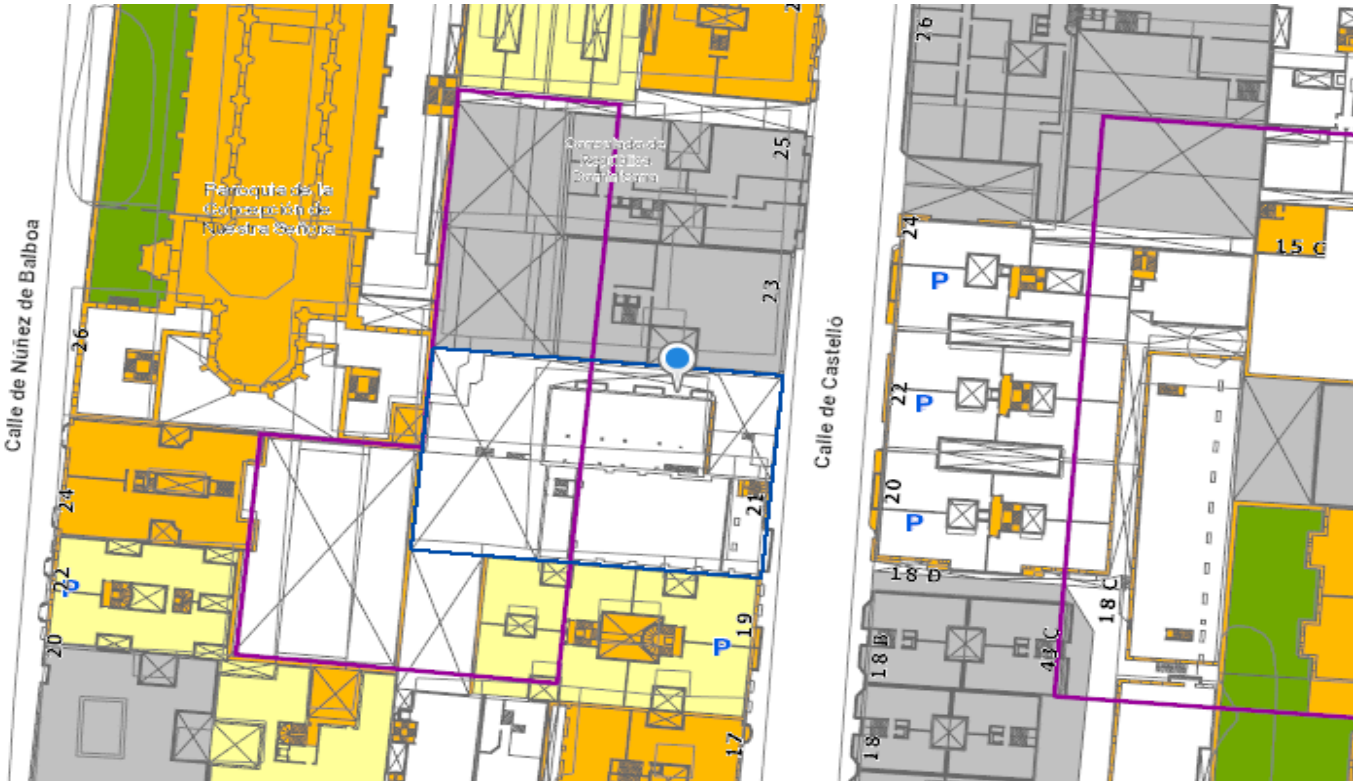 26
25
Consulado de
República
Dominicana
Parroquia de la
Concepción de
Nuestra Señora
Calle de Núñez de Balboa
26
24
22
P
20
23
21
19
P
17
Calle de Castelló
24
P
22
P
20
P
18 D
18 B
18
43 C
18 C
15 C